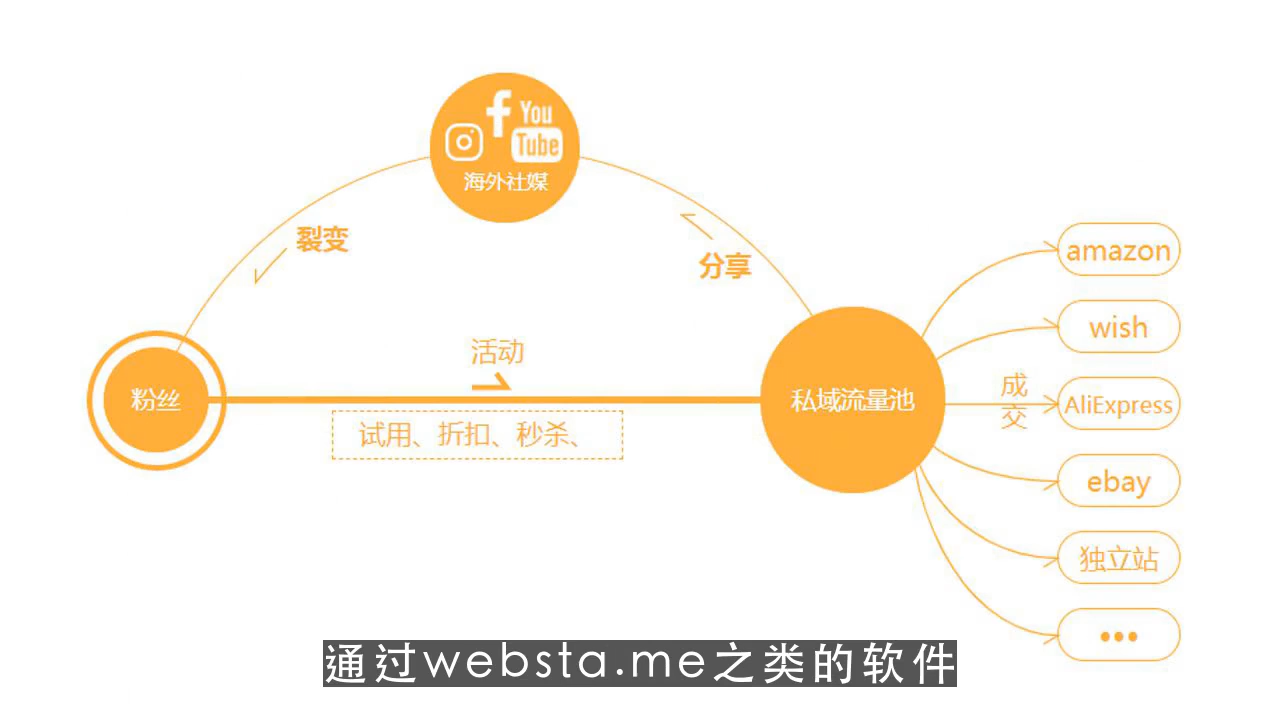 f You
Tube
海外社媒
裂变
分享
amazon
wish
活动
成
交
粉丝
私域流量池
AliExpress
试用、折扣、秒杀、
ebay
独立站
•••
通过websta.me之类的软件